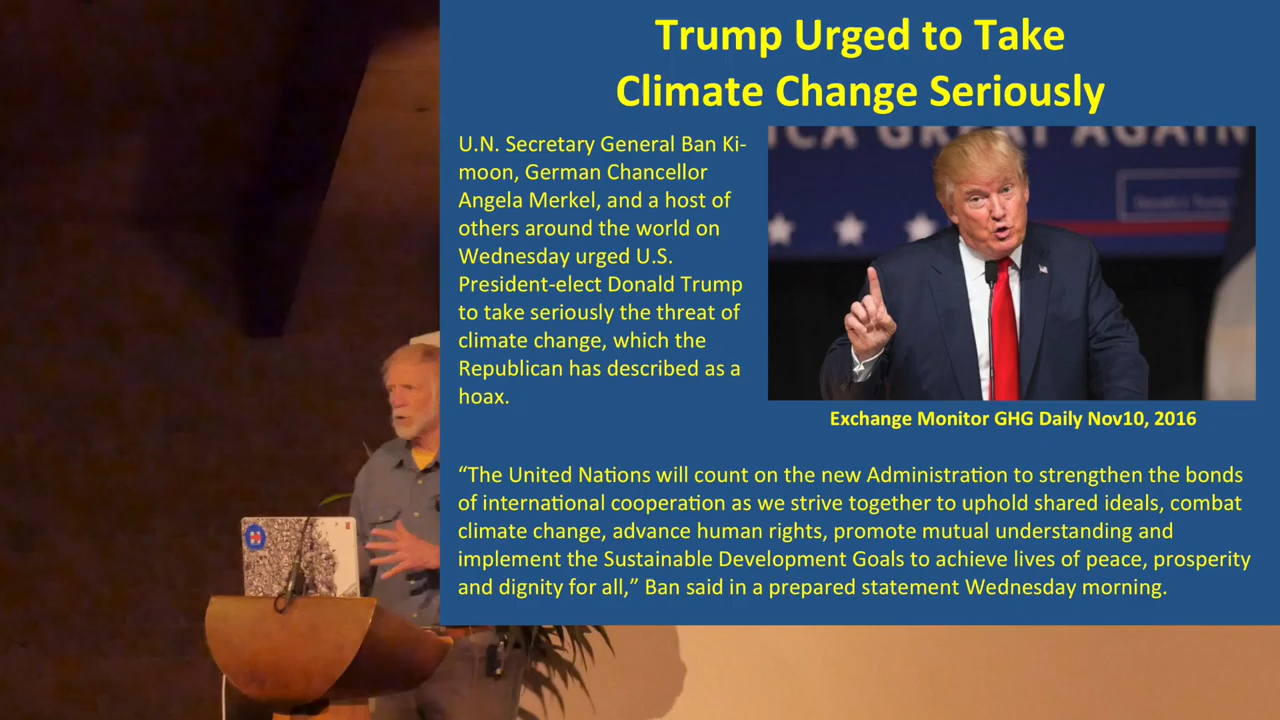 Trump Urged to Take
Climate Change Seriously
U.N. Secretary General Ban Ki-
moon, German Chancellor
Angela Merkel, and a host of
others around the world on
Wednesday urged U.S.
President-elect Donald Trump
to take seriously the threat of
climate change, which the
Republican has described as a
hoax.
ICA GREAT AGAIN
Exchange Monitor GHG Daily Nov10, 2016
“The United Nations will count on the new Administration to strengthen the bonds
of international cooperation as we strive together to uphold shared ideals, combat
climate change, advance human rights, promote mutual understanding and
implement the Sustainable Development Goals to achieve lives of peace, prosperity
and dignity for all,” Ban said in a prepared statement Wednesday morning.
H